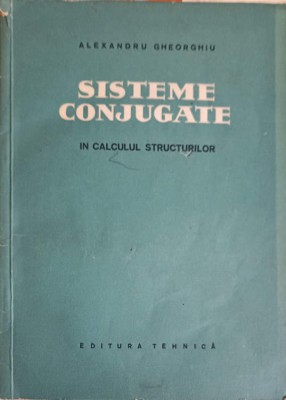 ALEXANDRU GHEORGHIU
SISTEME
CONJUGATE
IN CALCULUL STRUCTURILOR
EDITURA TEHNICĂ